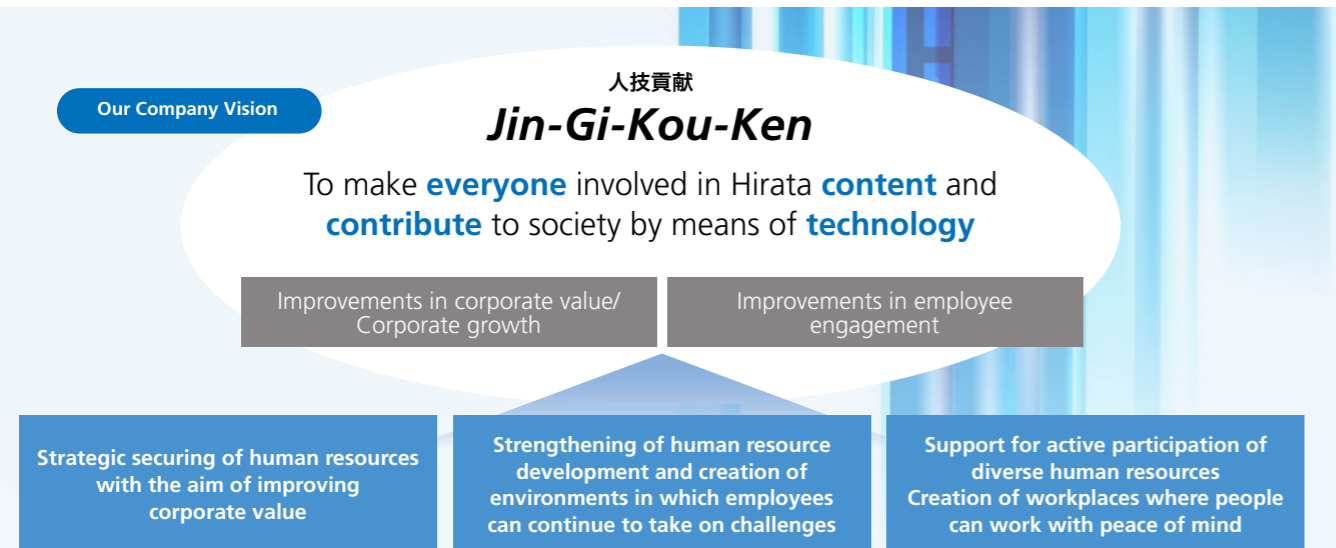 Our Company Vision
人技貢献
Jin-Gi-Kou-Ken
To make everyone involved in Hirata content and
contribute to society by means of technology
Improvements in corporate value/
Corporate growth
Improvements in employee
engagement
Strategic securing of human resources
with the aim of improving
corporate value
Strengthening of human resource
development and creation of
environments in which employees
can continue to take on challenges
Support for active participation of
diverse human resources
Creation of workplaces where people
can work with peace of mind